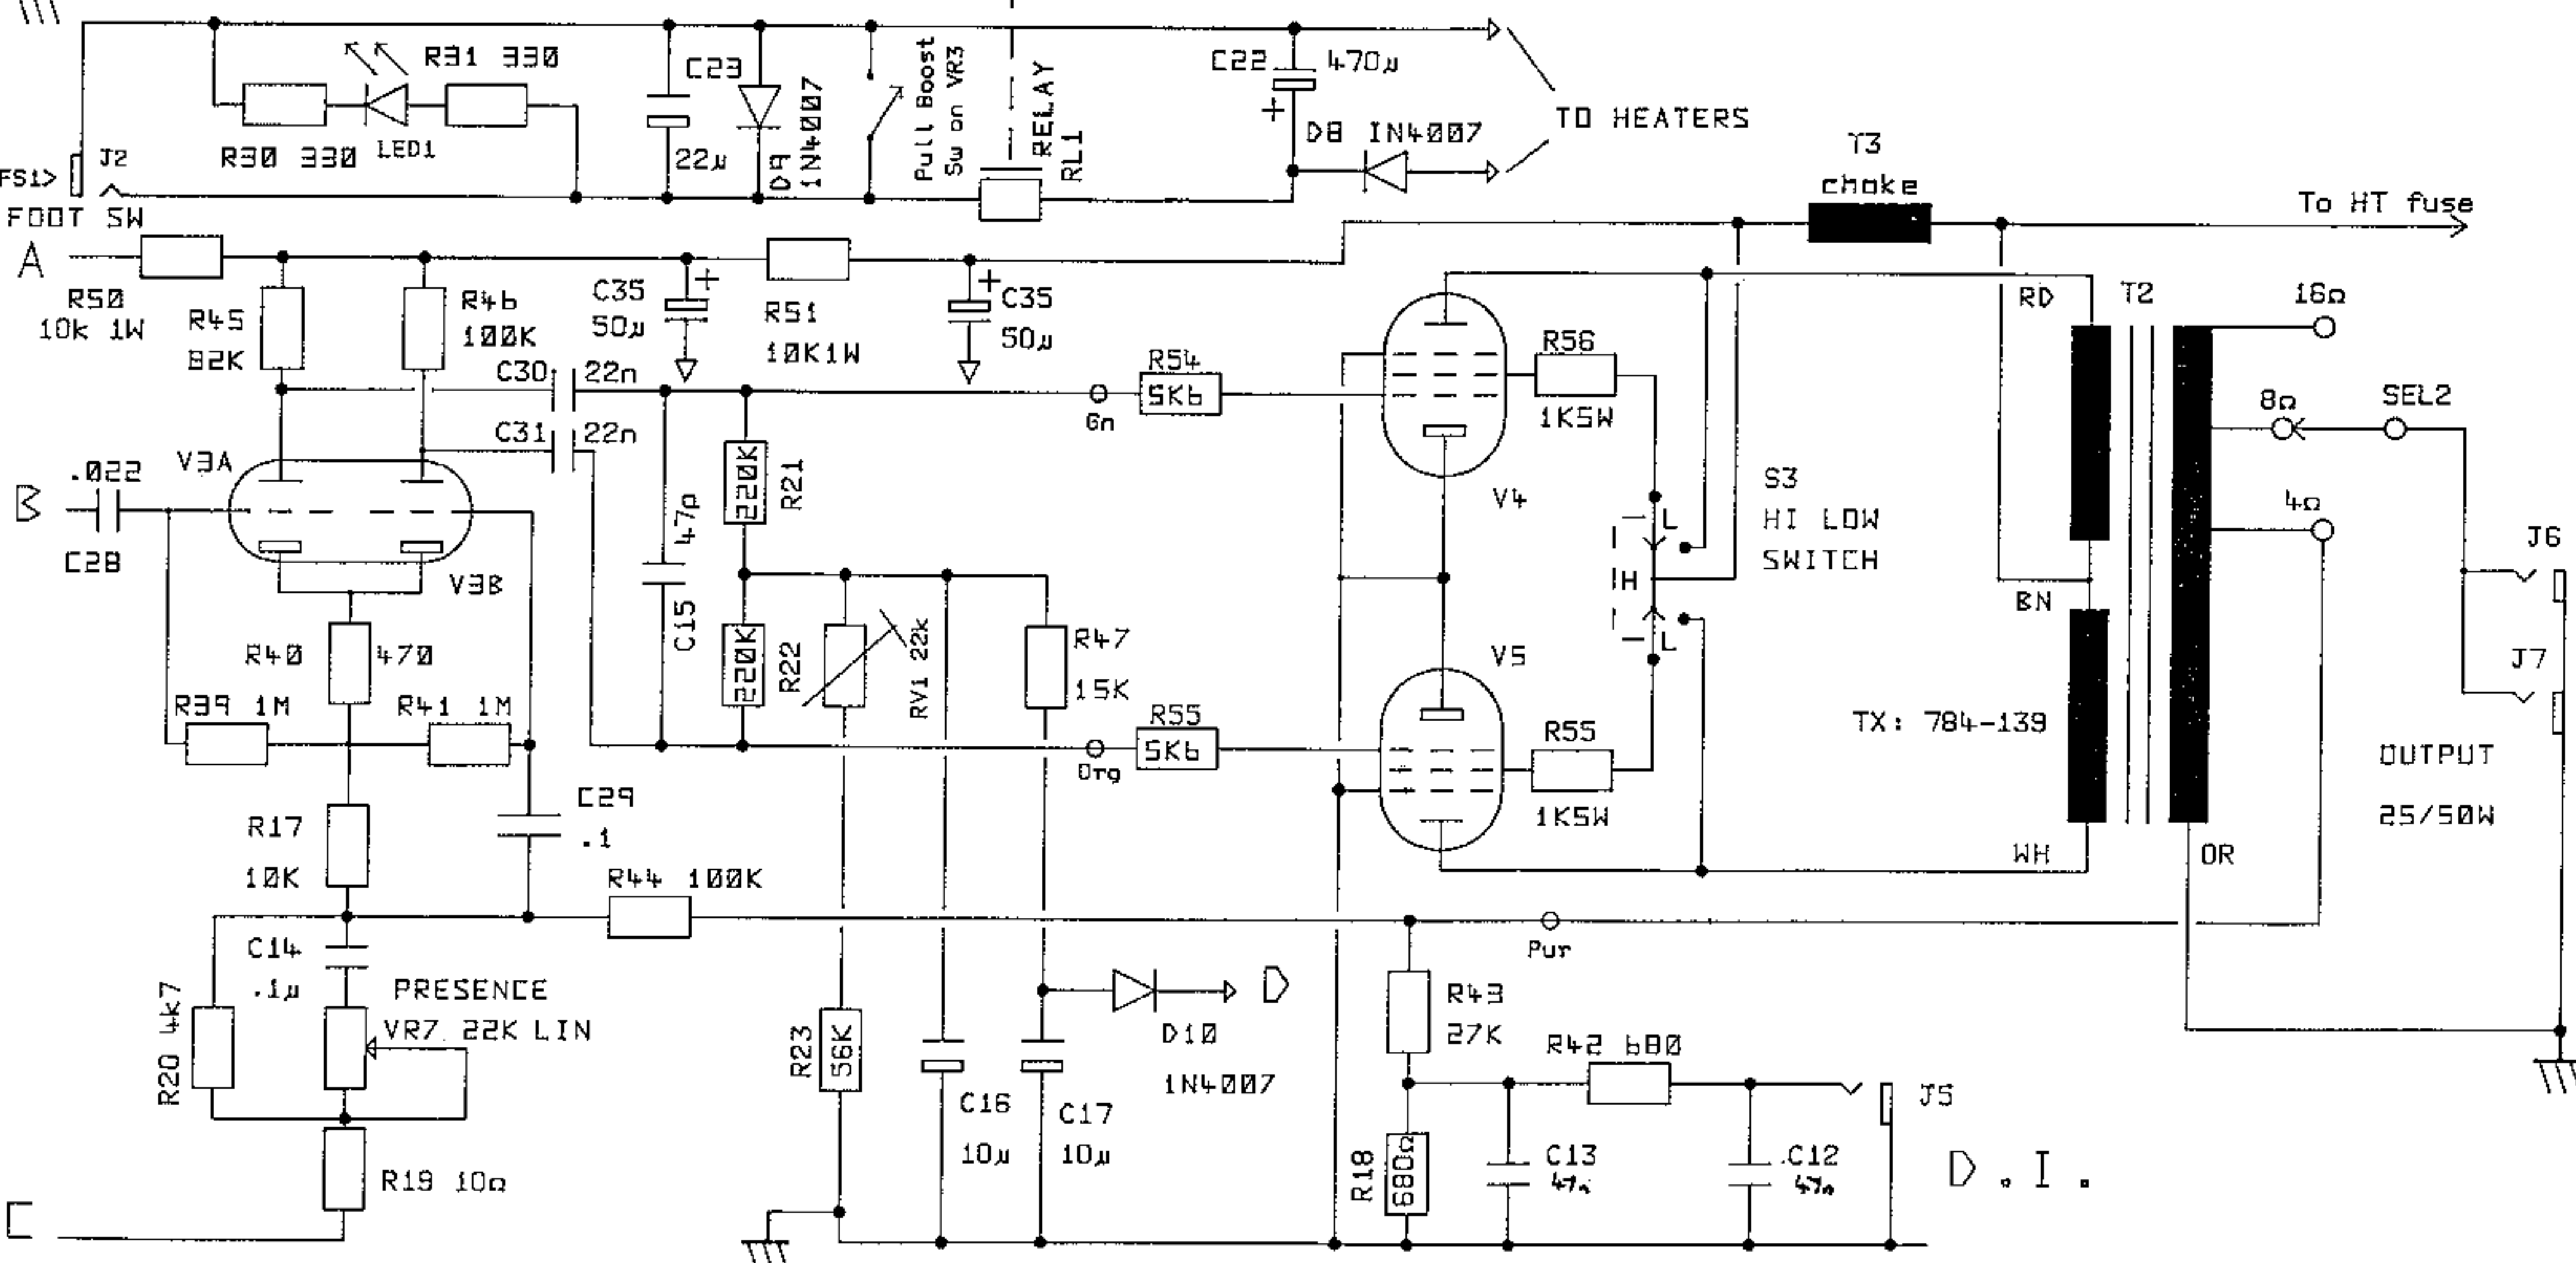 R31 330
R30 330
LED1
J2
FS1>
FOOT SW
C23
22µ
D9
1N4007
Pull Boost
Sw on VR3
RELAY
RL1
C22
470µ
+
D8 IN4007
TO HEATERS
T3
choke
To HT fuse
A
R50
10k 1W
R45
82K
R46
100K
C35
50µ
+
R51
10K1W
+
C35
50µ
C30
22n
C31
22n
Gn
R54
5K6
R56
1K5W
RD
T2
16Ω
8Ω
SEL2
4Ω
B
.022
C28
V3A
V3B
47p
C15
220K
R21
220K
R22
RV1 22k
R47
15K
V4
V5
S3
HI LOW
SWITCH
L
H
L
BN
J6
J7
R40
470
R39 1M
R41 1M
Org
R55
5K6
R55
1K5W
TX: 784-139
OUTPUT
25/50W
WH
OR
R17
10K
C29
.1
R44 100K
Pur
C14
.1µ
PRESENCE
VR7 22K LIN
R20 4k7
R19 10Ω
C
R23
56K
C16
10µ
C17
10µ
D10
1N4007
D
R43
27K
R42 680
J5
R18
680Ω
C13
47n
C12
47n
D.I.